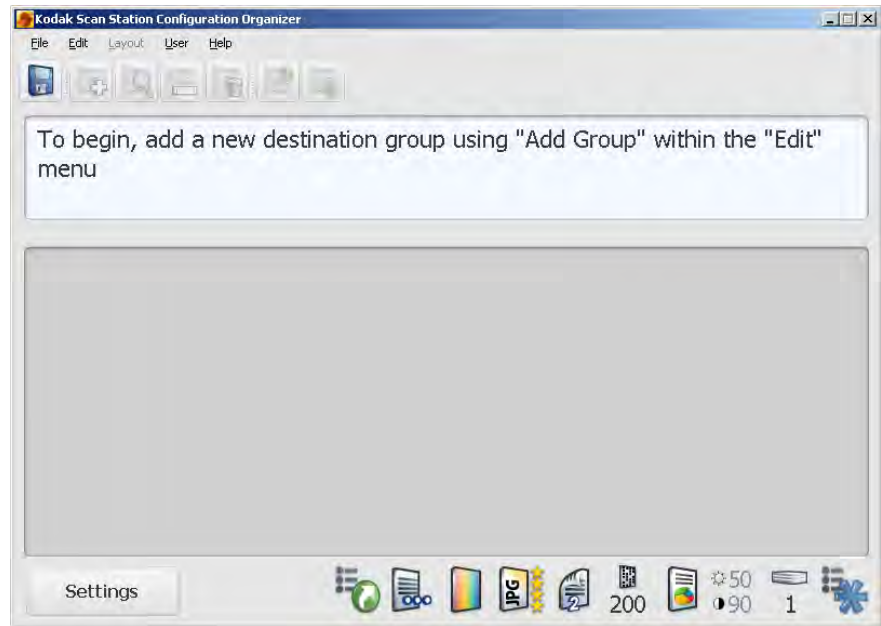 Kodak Scan Station Configuration Organizer
File Edit Layout User Help
To begin, add a new destination group using "Add Group" within the "Edit"
menu
Settings
JPG
2
200
50
90
1